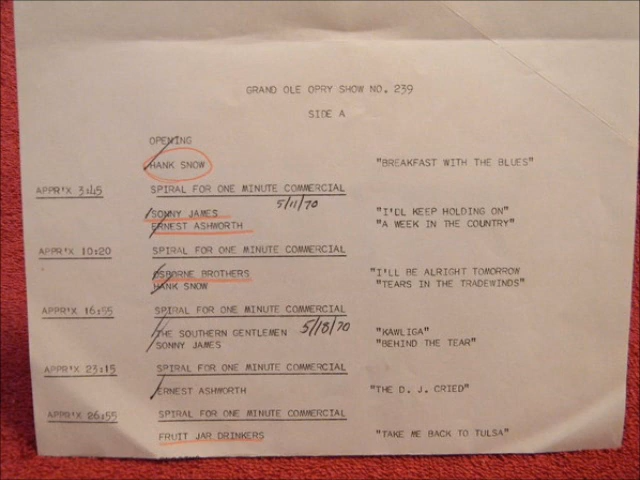 GRAND OLE OPRY SHOW NO. 239
SIDE A
OPENING
HANK SNOW "BREAKFAST WITH THE BLUES"
APPR'X 3:45 SPIRAL FOR ONE MINUTE COMMERCIAL
5/11/70
SONNY JAMES "I'DL KEEP HOLDING ON"
ERNEST ASHWORTH "A WEEK IN THE COUNTRY"
APPR'X 10:20 SPIRAL FOR ONE MINUTE COMMERCIAL
OSBORNE BROTHERS "I'LL BE ALRIGHT TOMORROW
HANK SNOW "TEARS IN THE TRADEWINDS"
APPR'X 16:55 SPIRAL FOR ONE MINUTE COMMERCIAL
THE SOUTHERN GENTLEMEN 5/18/70 "KAWLIGA"
SONNY JAMES "BEHIND THE TEAR"
APPR'X 23:15 SPIRAL FOR ONE MINUTE COMMERCIAL
ERNEST ASHWORTH "THE D. J. CRIED"
APPR'X 26:55 SPIRAL FOR ONE MINUTE COMMERCIAL
FRUIT JAR DRINKERS "TAKE ME BACK TO TULSA"